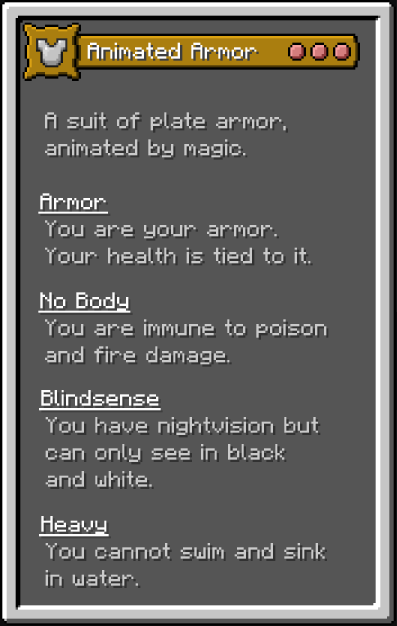 Animated Armor
A suit of plate armor,
animated by magic.
Armor
You are your armor.
Your health is tied to it.
No Body
You are immune to poison
and fire damage.
Blindsense
You have nightvision but
can only see in black
and white.
Heavy
You cannot swim and sink
in water.